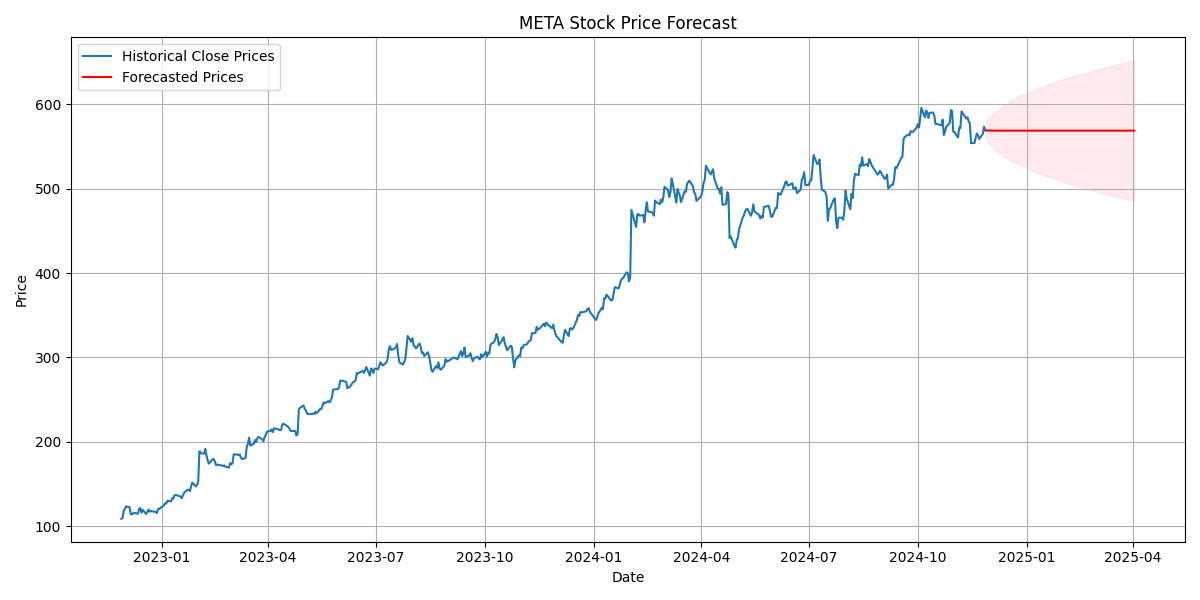 META Stock Price Forecast
Historical Close Prices
Forecasted Prices
Price
600
500
400
300
200
100
2023-01 2023-04 2023-07 2023-10 2024-01 2024-04 2024-07 2024-10 2025-01 2025-04
Date